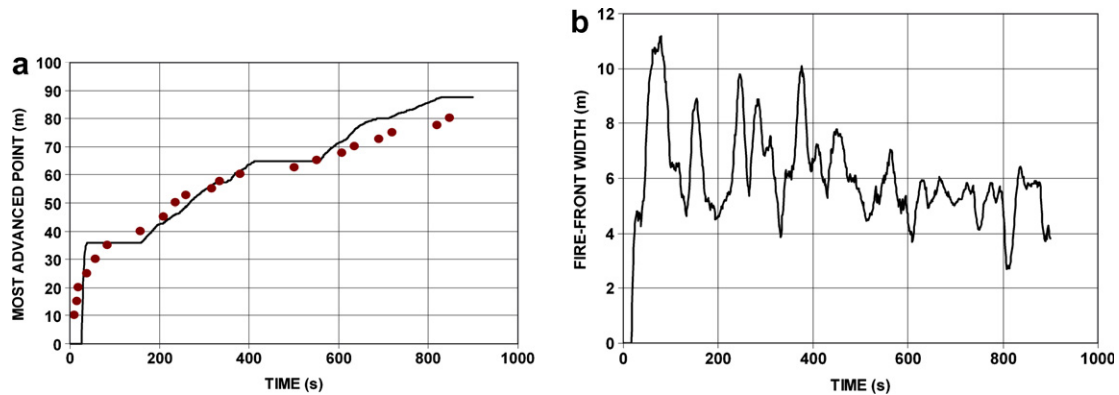 a
MOST ADVANCED POINT (m)
100
90
80
70
60
50
40
30
20
10
0
0 200 400 600 800 1000
TIME (s)
b
FIRE-FRONT WIDTH (m)
12
10
8
6
4
2
0
0 200 400 600 800 1000
TIME (s)